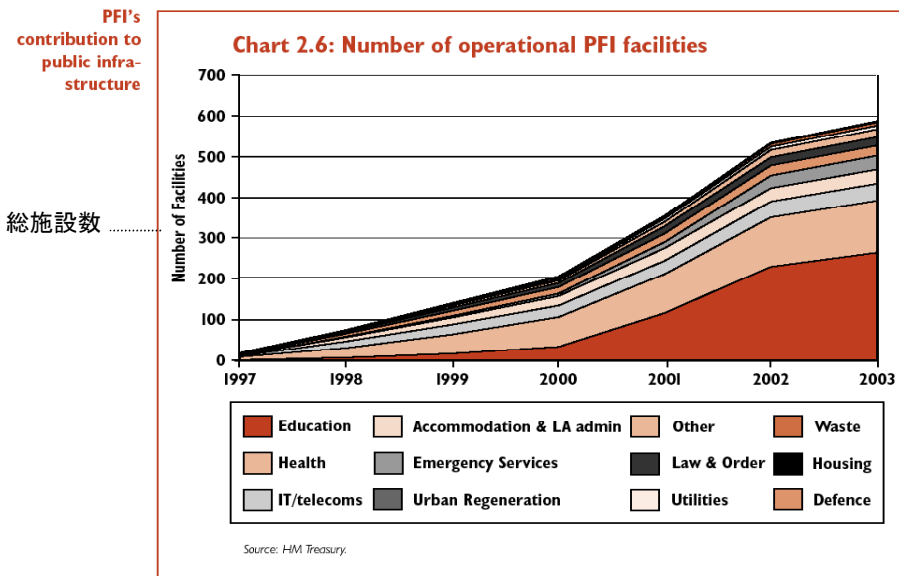 PFI's
contribution to
public infra-
structure
総施設数
Chart 2.6: Number of operational PFI facilities
Number of Facilities
700
600
500
400
300
200
100
0
1997 1998 1999 2000 2001 2002 2003
Education Accommodation & LA admin Other Waste
Health Emergency Services Law & Order Housing
IT/telecoms Urban Regeneration Utilities Defence
Source: HM Treasury.